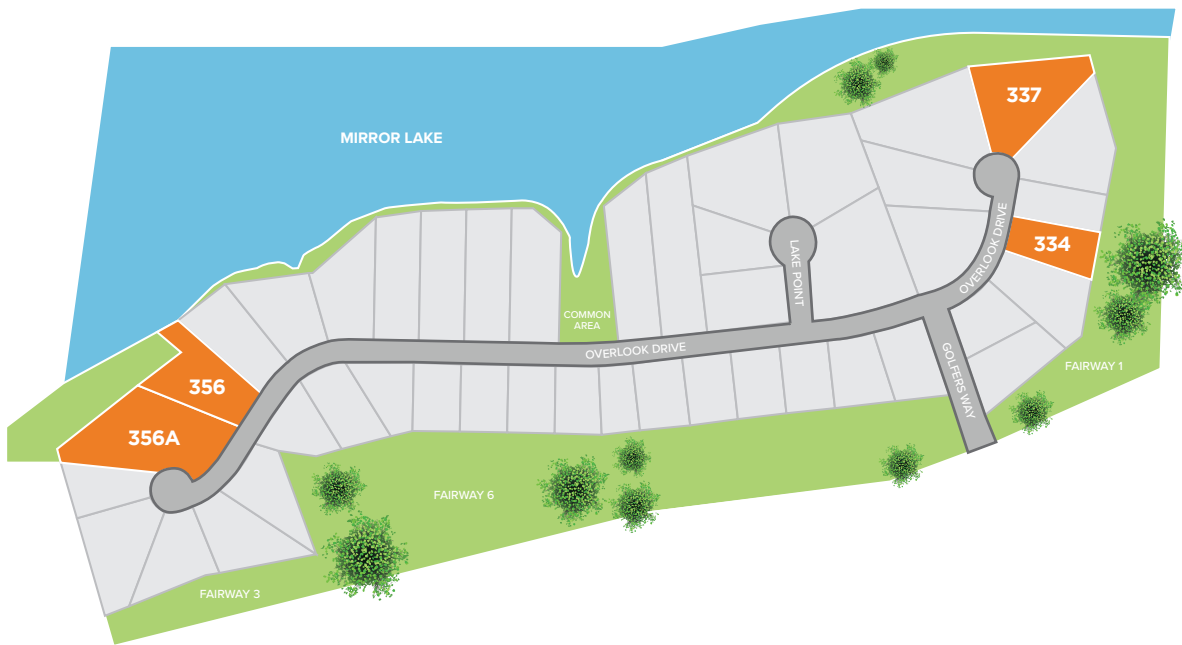 337
MIRROR LAKE
OVERLOOK DRIVE
334
LAKE POINT
COMMON
AREA
OVERLOOK DRIVE
GOLFERS WAY
FAIRWAY 1
356
356A
FAIRWAY 6
FAIRWAY 3